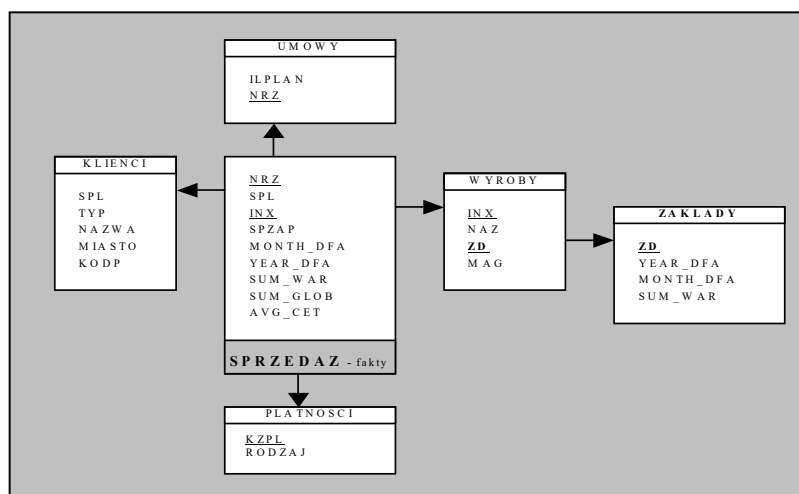 UMOWY
ILPLAN
NRZ
KLIENCI
SPL
TYP
NAZWA
MIASTO
KODP
NRZ
SPL
INX
SPZAP
MONTH_DFA
YEAR_DFA
SUM_WAR
SUM_GLOB
AVG_CET
SPRZEDAZ - fakty
WYROBY
INX
NAZ
ZD
MAG
ZAKLADY
ZD
YEAR_DFA
MONTH_DFA
SUM_WAR
PLATNOSCI
KZPL
RODZAJ